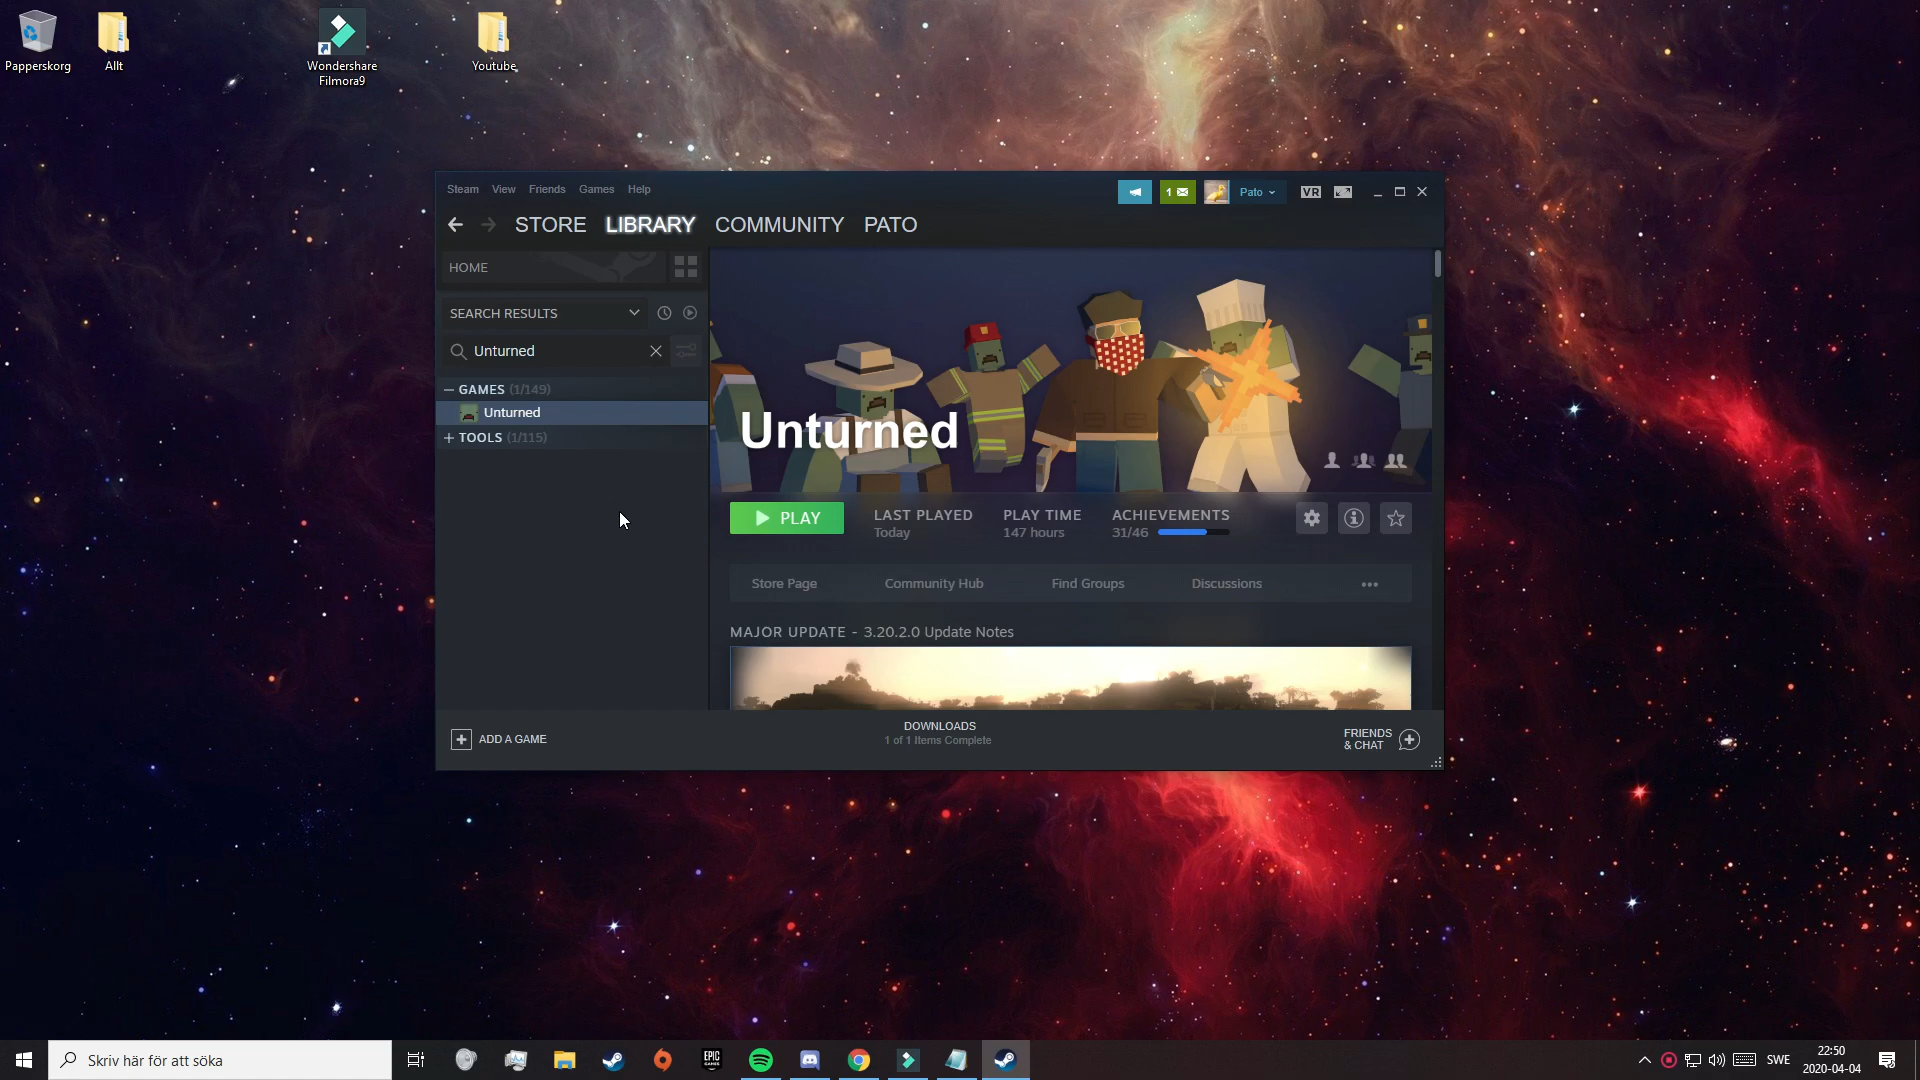 Papperskorg
Allt
Wondershare
Filmora9
Youtube
Steam View Friends Games Help
1
Pato
VR
STORE LIBRARY COMMUNITY PATO
HOME
SEARCH RESULTS
Unturned
GAMES (1/149)
Unturned
TOOLS (1/115)
Unturned
PLAY
LAST PLAYED
Today
PLAY TIME
147 hours
ACHIEVEMENTS
31/46
Store Page Community Hub Find Groups Discussions
MAJOR UPDATE - 3.20.2.0 Update Notes
ADD A GAME
DOWNLOADS
1 of 1 Items Complete
FRIENDS
& CHAT
Skriv här för att söka
EPIC
GAMES
SWE
22:50
2020-04-04